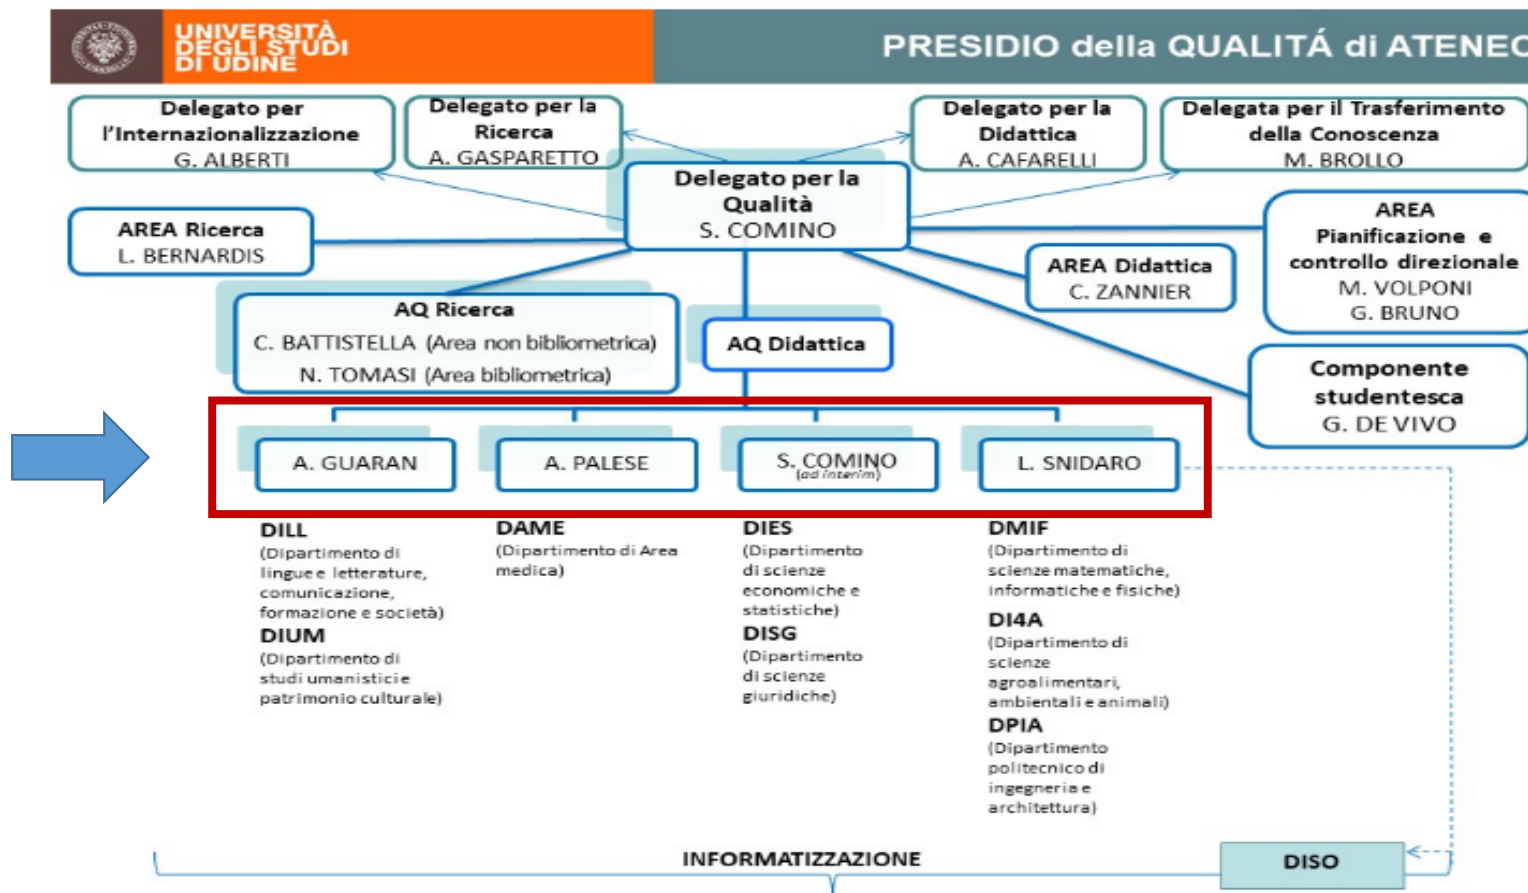 UNIVERSITÀ
DEGLI STUDI
DI UDINE
PRESIDIO della QUALITÁ di ATENEO
Delegato per
l'Internazionalizzazione
G. ALBERTI
Delegato per la
Ricerca
A. GASPARETTO
Delegato per la
Didattica
A. CAFARELLI
Delegata per il Trasferimento
della Conoscenza
M. BROLLO
Delegato per la
Qualità
S. COMINO
AREA Ricerca
L. BERNARDIS
AREA
Pianificazione e
controllo direzionale
M. VOLPONI
G. BRUNO
AREA Didattica
C. ZANNIER
AQ Ricerca
C. BATTISTELLA (Area non bibliometrica)
N. TOMASI (Area bibliometrica)
AQ Didattica
Componente
studentesca
G. DE VIVO
A. GUARAN
A. PALESE
S. COMINO
(ad interim)
L. SNIDARO
DILL
(Dipartimento di
lingue e letterature,
comunicazione,
formazione e società)
DIUM
(Dipartimento di
studi umanistici e
patrimonio culturale)
DAME
(Dipartimento di Area
medica)
DIES
(Dipartimento
di scienze
economiche e
statistiche)
DISG
(Dipartimento
di scienze
giuridiche)
DMIF
(Dipartimento di
scienze matematiche,
informatiche e fisiche)
DI4A
(Dipartimento di
scienze
agroalimentari,
ambientali e animali)
DPIA
(Dipartimento
politecnico di
ingegneria e
architettura)
INFORMATIZZAZIONE
DISO